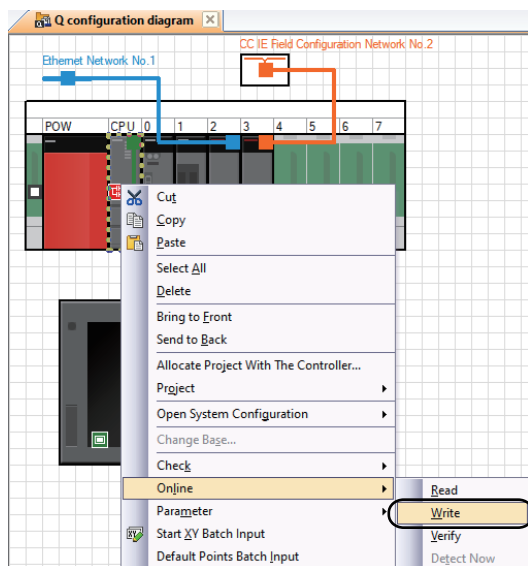 Q configuration diagram
CC IE Field Configuration Network No.2
Ethernet Network No.1
POW CPU 0 1 2 3 4 5 6 7
Cut
Copy
Paste
Select All
Delete
Bring to Front
Send to Back
Allocate Project With The Controller...
Project
Open System Configuration
Change Base...
Check
Online
Read
Parameter
Write
Start XY Batch Input
Verify
Default Points Batch Input
Detect Now